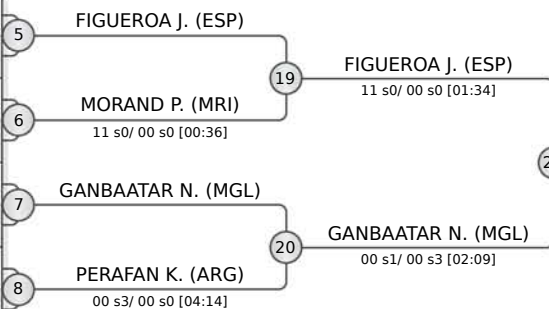 FIGUEROA J. (ESP)
5
19
FIGUEROA J. (ESP)
11 s0/ 00 s0 [01:34]
MORAND P. (MRI)
6
11 s0/ 00 s0 [00:36]
GANBAATAR N. (MGL)
7
20
GANBAATAR N. (MGL)
00 s1/ 00 s3 [02:09]
PERAFAN K. (ARG)
8
00 s3/ 00 s0 [04:14]